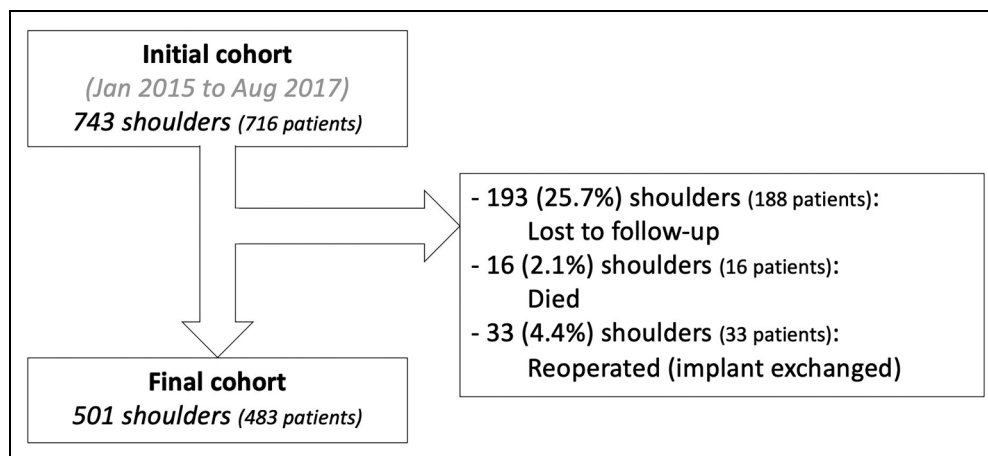 Initial cohort
(Jan 2015 to Aug 2017)
743 shoulders (716 patients)
- 193 (25.7%) shoulders (188 patients):
Lost to follow-up
- 16 (2.1%) shoulders (16 patients):
Died
- 33 (4.4%) shoulders (33 patients):
Reoperated (implant exchanged)
Final cohort
501 shoulders (483 patients)